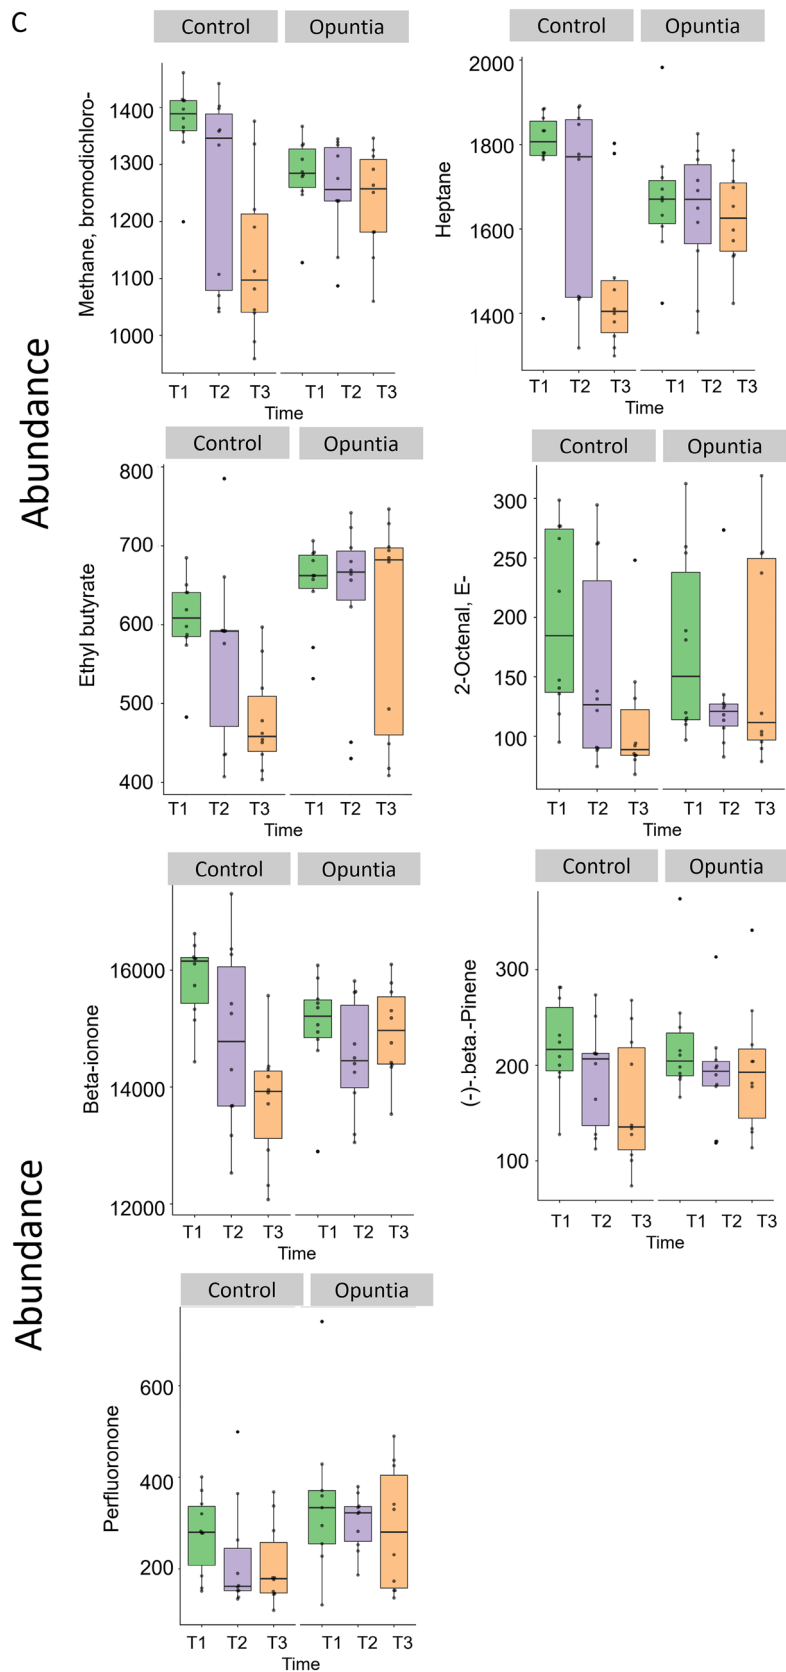 C
Abundance
Abundance
Control Opuntia
Methane, bromodichloro-
1400
1300
1200
1100
1000
T1 T2 T3 T1 T2 T3
Time
Control Opuntia
Heptane
2000
1800
1600
1400
T1 T2 T3 T1 T2 T3
Time
Control Opuntia
Ethyl butyrate
800
700
600
500
400
T1 T2 T3 T1 T2 T3
Time
Control Opuntia
2-Octenal, E-
300
200
150
100
T1 T2 T3 T1 T2 T3
Time
Control Opuntia
Beta-ionone
16000
14000
12000
T1 T2 T3 T1 T2 T3
Time
Control Opuntia
(-)-.beta.-Pinene
300
200
100
T1 T2 T3 T1 T2 T3
Time
Control Opuntia
Perfluoronone
600
400
200
T1 T2 T3 T1 T2 T3
Time